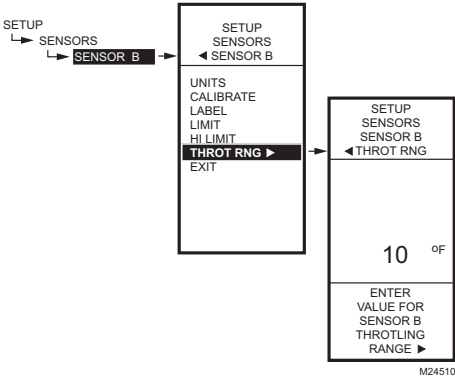 SETUP
SENSORS
SENSOR B
SETUP
SENSORS
◄ SENSOR B
UNITS
CALIBRATE
LABEL
LIMIT
HI LIMIT
THROT RNG ►
EXIT
SETUP
SENSORS
SENSOR B
◄ THROT RNG
10 °F
ENTER
VALUE FOR
SENSOR B
THROTLING
RANGE ►
M24510